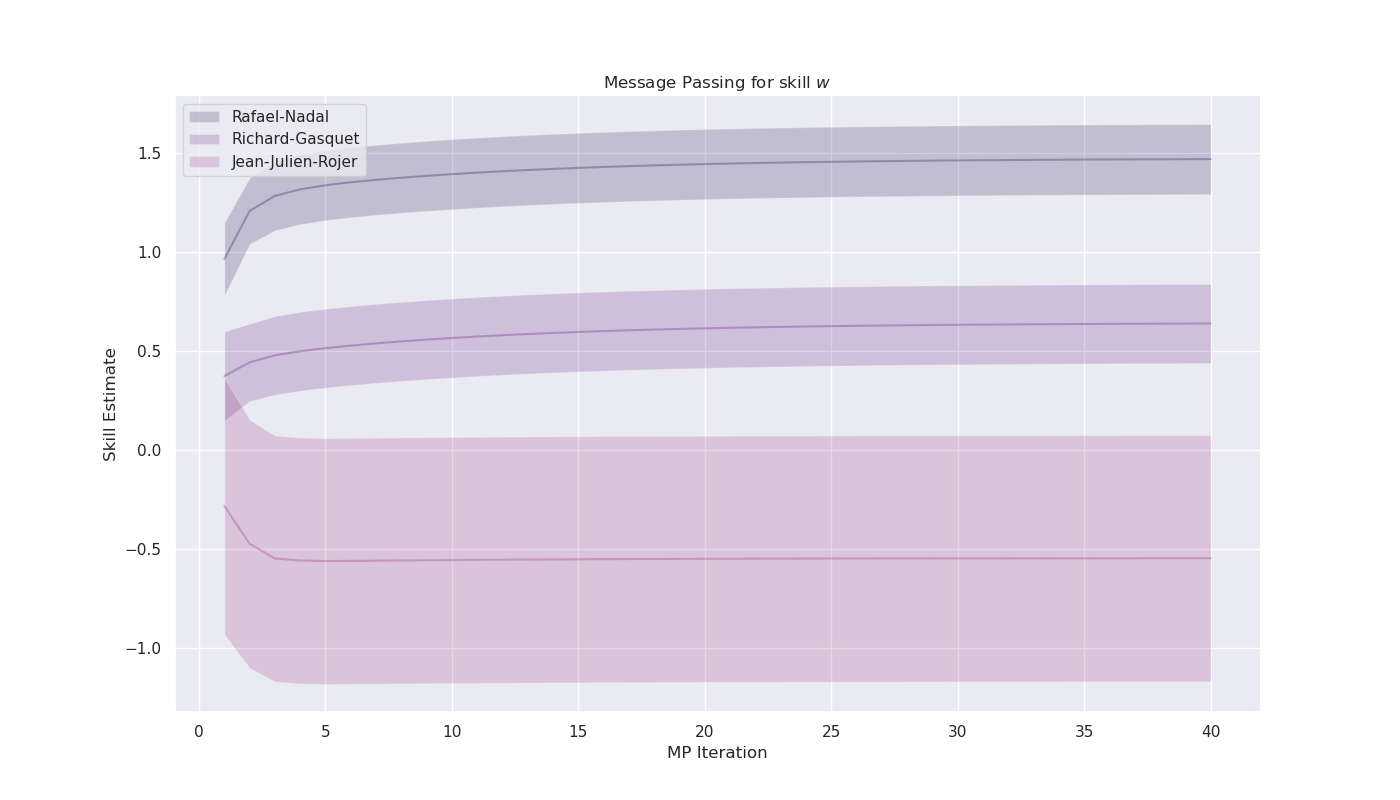 Message Passing for skill w
Rafael-Nadal
Richard-Gasquet
Jean-Julien-Rojer
Skill Estimate
1.5
1.0
0.5
0.0
−0.5
−1.0
0 5 10 15 20 25 30 35 40
MP Iteration